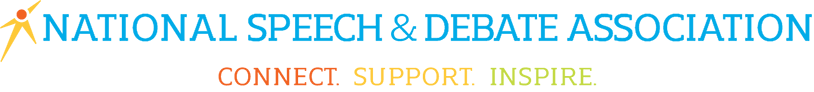 NATIONAL SPEECH & DEBATE ASSOCIATION
CONNECT. SUPPORT. INSPIRE.